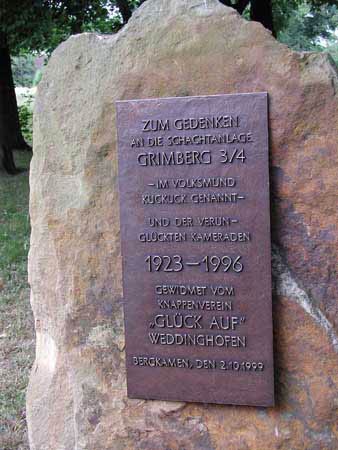 ZUM GEDENKEN
AN DIE SCHACHTANLAGE
GRIMBERG 3/4
– IM VOLKSMUND
KUCKUCK GENANNT –
UND DER VERUN–
GLÜCKTEN KAMERADEN
1923–1996
GEWIDMET VOM
KNAPPENVEREIN
„GLÜCK AUF"
WEDDINGHOFEN
BERGKAMEN, DEN 2.10.1999